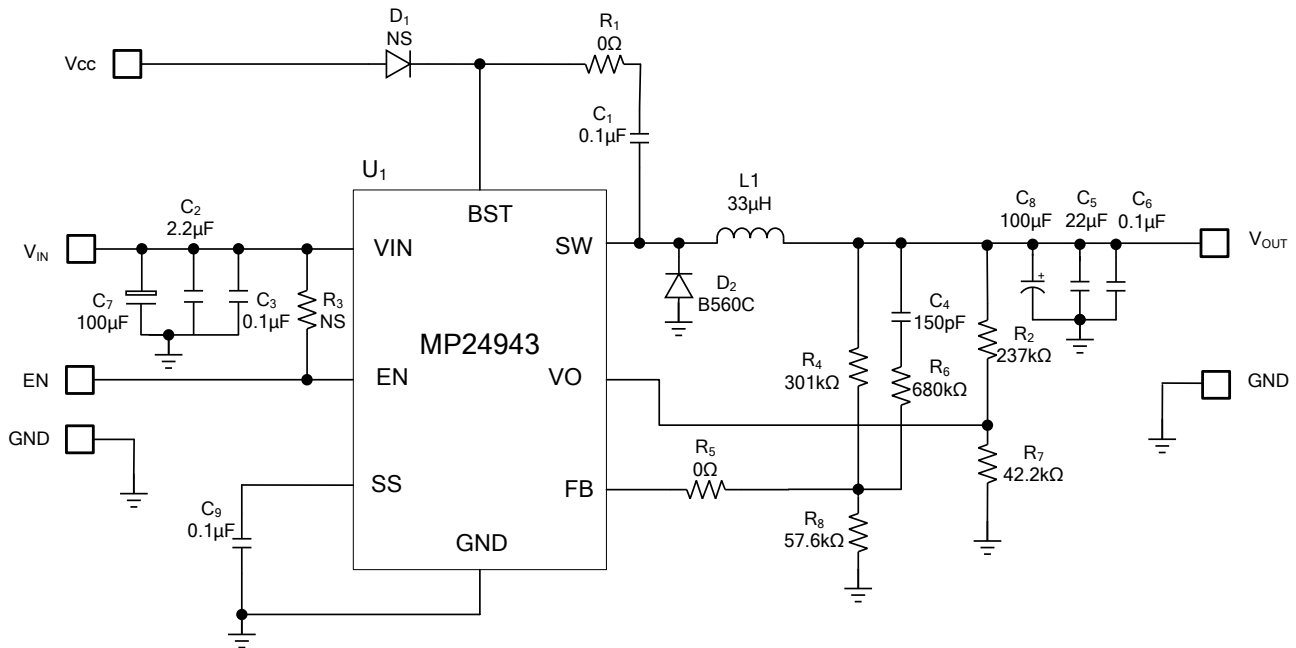 D1
NS
Vcc
R1
0Ω
C1
0.1µF
U1
BST
L1
33µH
C2
2.2µF
VIN
VIN
SW
C8
100µF
C5
22µF
C6
0.1µF
VOUT
C7
100µF
C3
0.1µF
R3
NS
D2
B560C
C4
150pF
MP24943
R2
237kΩ
R4
301kΩ
R6
680kΩ
EN
EN
VO
GND
GND
R5
0Ω
R7
42.2kΩ
SS
FB
C9
0.1µF
R8
57.6kΩ
GND